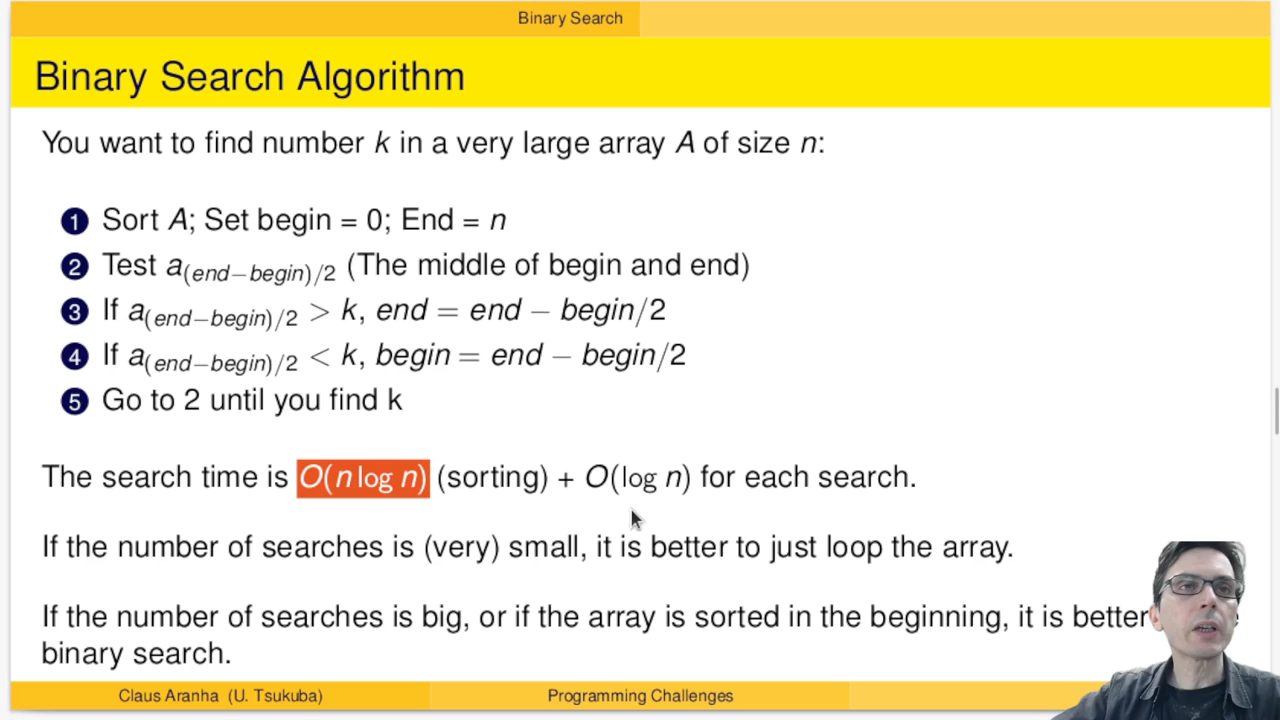 Binary Search
Binary Search Algorithm
You want to find number k in a very large array A of size n:
1 Sort A; Set begin = 0; End = n
2 Test a(end−begin)/2 (The middle of begin and end)
3 If a(end−begin)/2 > k, end = end − begin/2
4 If a(end−begin)/2 < k, begin = end − begin/2
5 Go to 2 until you find k
The search time is O(n log n) (sorting) + O(log n) for each search.
If the number of searches is (very) small, it is better to just loop the array.
If the number of searches is big, or if the array is sorted in the beginning, it is better
binary search.
Claus Aranha (U. Tsukuba)
Programming Challenges